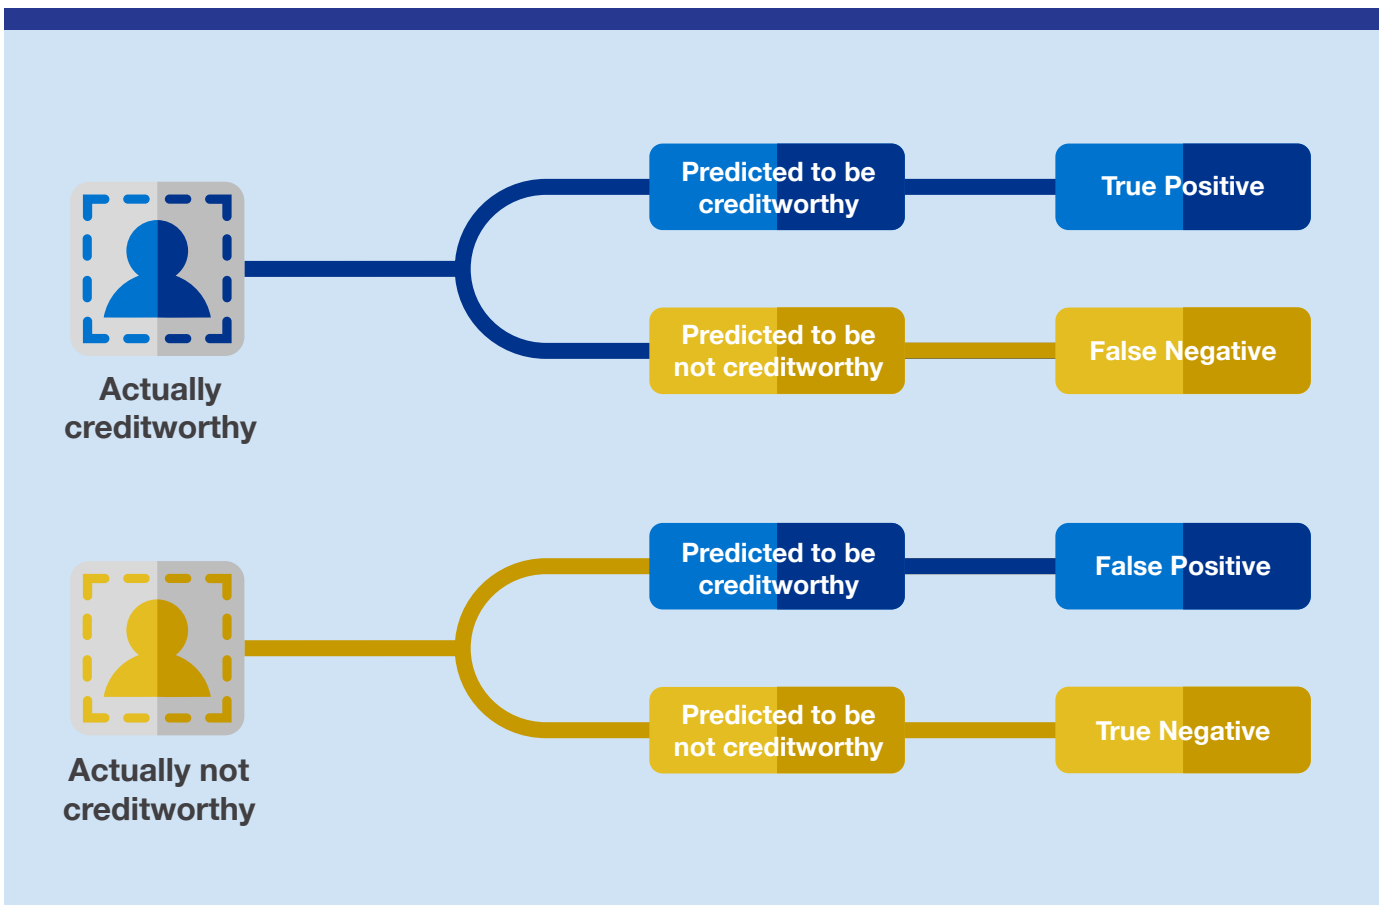 Actually
creditworthy
Predicted to be
creditworthy
True Positive
Predicted to be
not creditworthy
False Negative
Actually not
creditworthy
Predicted to be
creditworthy
False Positive
Predicted to be
not creditworthy
True Negative